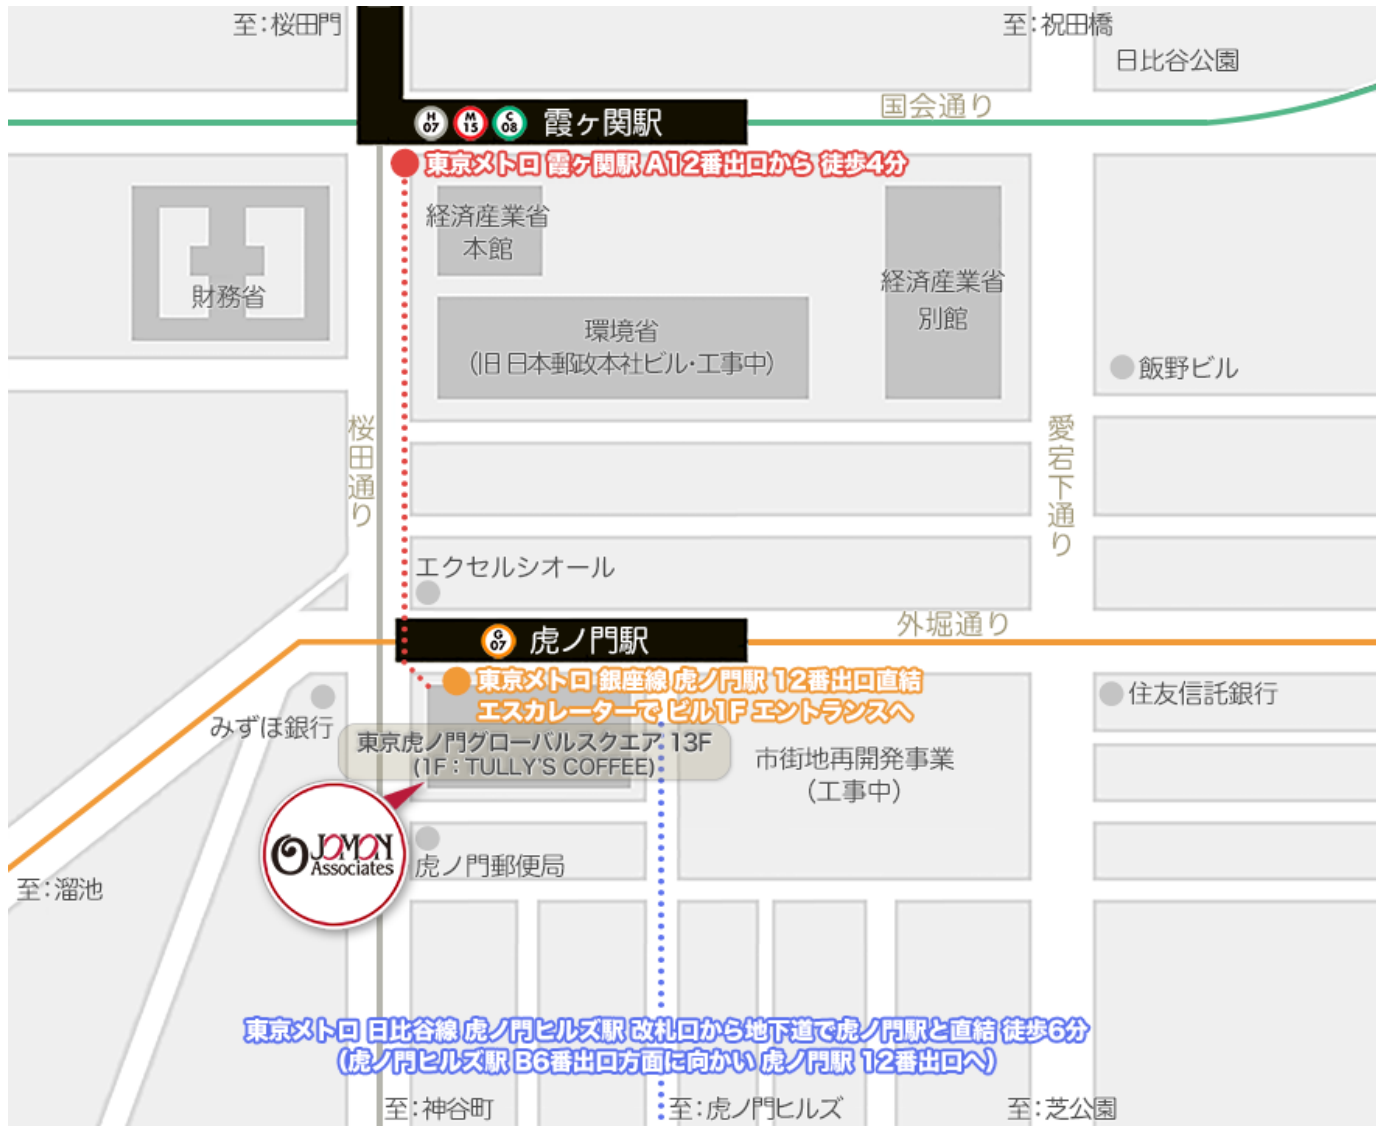 至:桜田門
至:祝田橋
日比谷公園
国会通り
H
07
M
15
C
08
霞ヶ関駅
東京メトロ 霞ヶ関駅 A12番出口から 徒歩4分
経済産業省
本館
経済産業省
別館
財務省
環境省
(旧 日本郵政本社ビル・工事中)
飯野ビル
桜田通り
愛宕下通り
エクセルシオール
外堀通り
G
07
虎ノ門駅
東京メトロ 銀座線 虎ノ門駅 12番出口直結
エスカレーターで ビル1F エントランスへ
住友信託銀行
みずほ銀行
東京虎ノ門グローバルスクエア 13F
(1F:TULLY'S COFFEE)
市街地再開発事業
(工事中)
JOMON
Associates
虎ノ門郵便局
至:溜池
東京メトロ 日比谷線 虎ノ門ヒルズ駅 改札口から地下道で虎ノ門駅と直結 徒歩6分
(虎ノ門ヒルズ駅 B6番出口方面に向かい 虎ノ門駅 12番出口へ)
至:神谷町
至:虎ノ門ヒルズ
至:芝公園